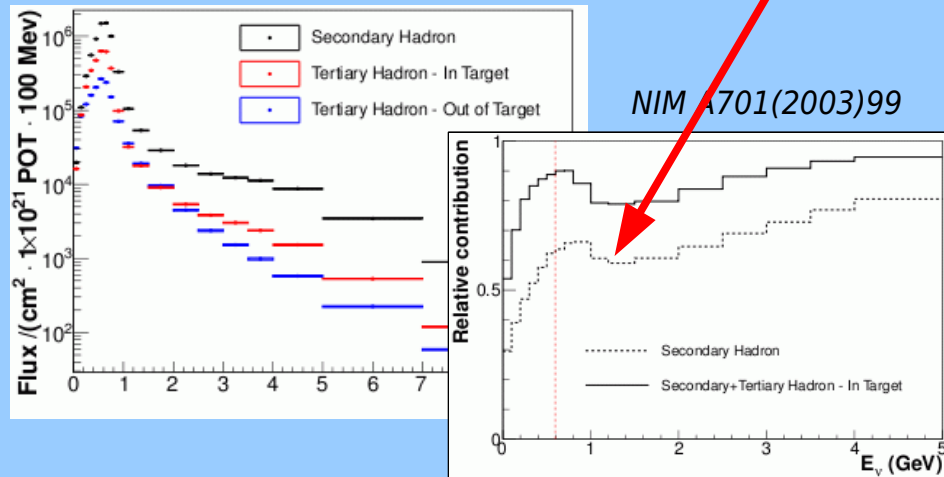 Flux /(cm² · 1×10²¹ POT · 100 Mev)
10⁶
10⁵
10⁴
10³
10²
Secondary Hadron
Tertiary Hadron - In Target
Tertiary Hadron - Out of Target
0 1 2 3 4 5 6 7
NIM A701(2003)99
Relative contribution
1
0.5
0
Secondary Hadron
Secondary+Tertiary Hadron - In Target
0 1 2 3 4 5
Eν (GeV)